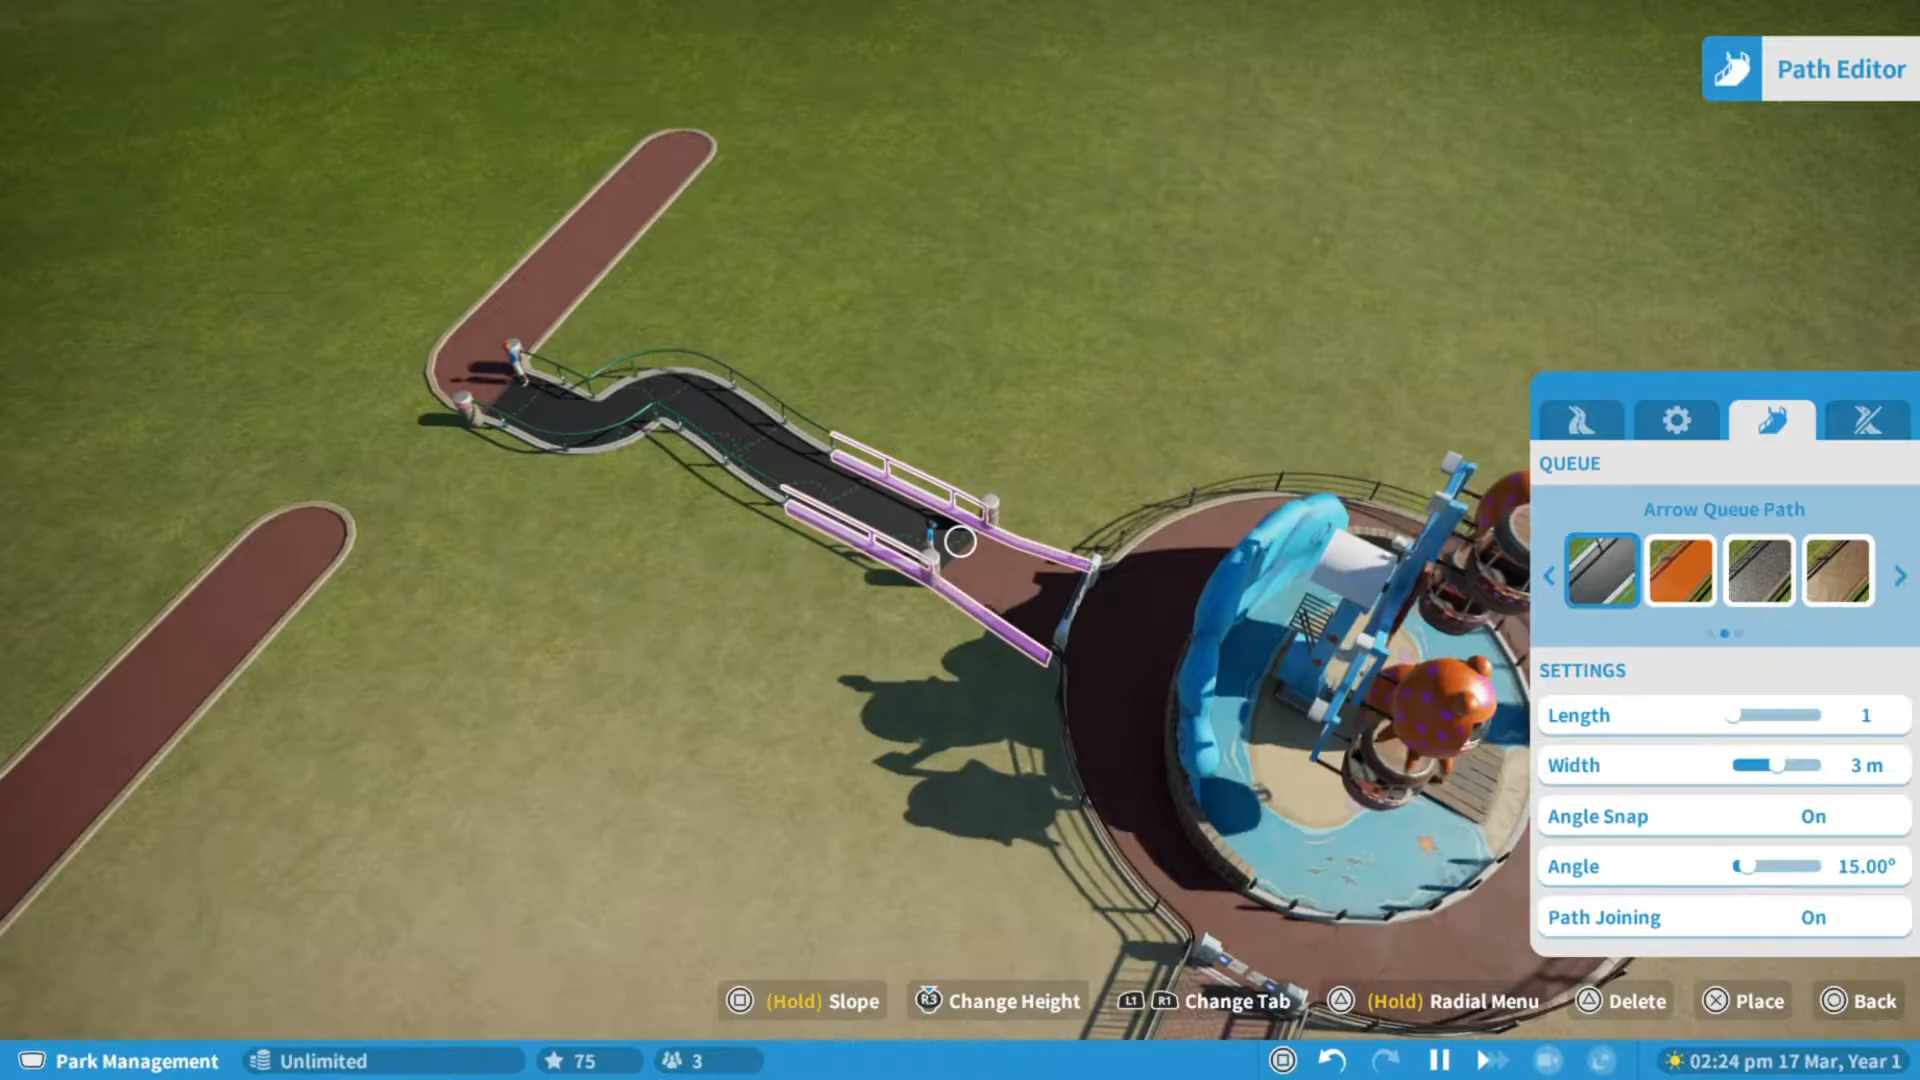 Path Editor
QUEUE
Arrow Queue Path
SETTINGS
Length 1
Width 3 m
Angle Snap On
Angle 15.00°
Path Joining On
(Hold) Slope R3 Change Height L1 R1 Change Tab (Hold) Radial Menu Delete Place Back
Park Management Unlimited 75 3 02:24 pm 17 Mar, Year 1